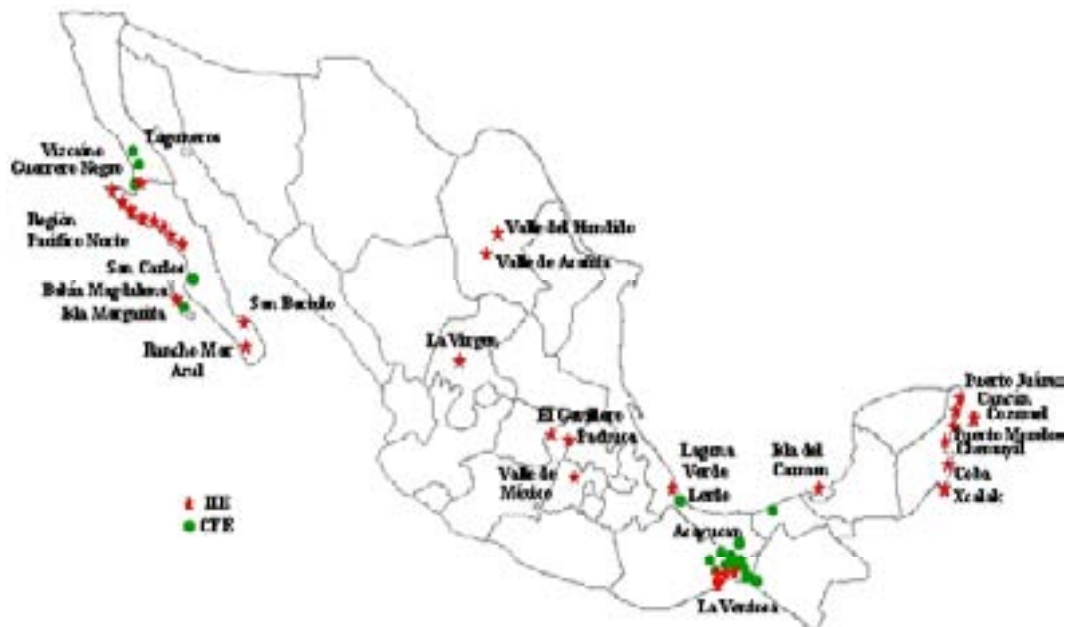 Laguneros
Vizcaíno
Guerrero Negro
Región
Pacífico Norte
San Carlos
Bahía Magdalena
Isla Margarita
San Bartolo
Rancho Mar
Azul
Valle del Hundido
Valle de Acatita
La Virgen
El Gavillero
Pachuca
Valle de
México
Laguna
Verde
Lerdo
Isla del
Carmen
Acayucan
La Ventosa
Puerto Juárez
Cancún
Cozumel
Puerto Morelos
Chemuyil
Coba
Xcalak
IIE
CFE